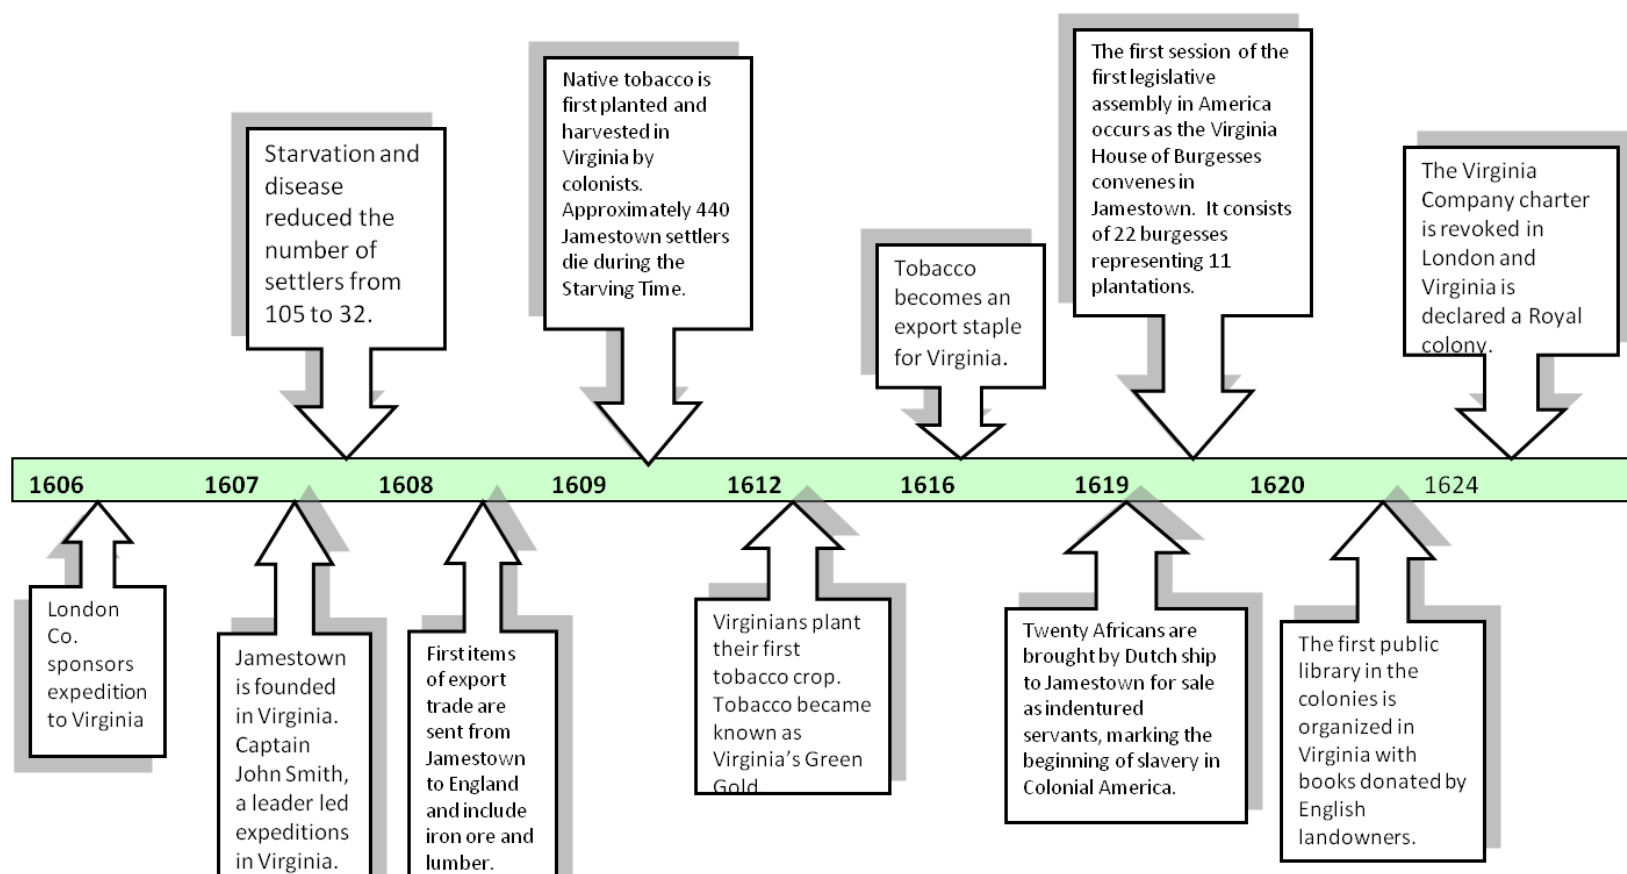 Starvation and
disease
reduced the
number of
settlers from
105 to 32.
Native tobacco is
first planted and
harvested in
Virginia by
colonists.
Approximately 440
Jamestown settlers
die during the
Starving Time.
Tobacco
becomes an
export staple
for Virginia.
The first session of the
first legislative
assembly in America
occurs as the Virginia
House of Burgesses
convenes in
Jamestown. It consists
of 22 burgesses
representing 11
plantations.
The Virginia
Company charter
is revoked in
London and
Virginia is
declared a Royal
colony.
1606 1607 1608 1609 1612 1616 1619 1620 1624
London
Co.
sponsors
expedition
to Virginia
Jamestown
is founded
in Virginia.
Captain
John Smith,
a leader led
expeditions
in Virginia.
First items
of export
trade are
sent from
Jamestown
to England
and include
iron ore and
lumber.
Virginians plant
their first
tobacco crop.
Tobacco became
known as
Virginia's Green
Gold
Twenty Africans are
brought by Dutch ship
to Jamestown for sale
as indentured
servants, marking the
beginning of slavery in
Colonial America.
The first public
library in the
colonies is
organized in
Virginia with
books donated by
English
landowners.